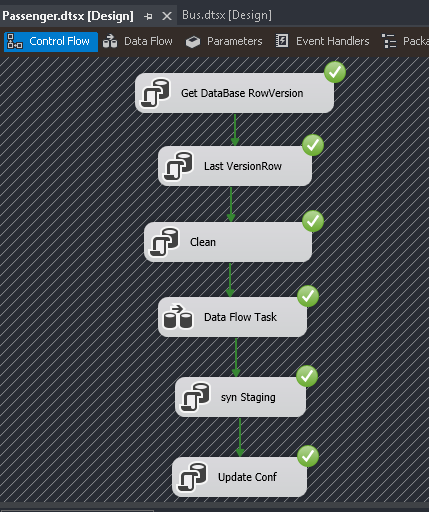 Passenger.dtsx [Design]
Bus.dtsx [Design]
Control Flow
Data Flow
Parameters
Event Handlers
Packa
Get DataBase RowVersion
Last VersionRow
Clean
Data Flow Task
syn Staging
Update Conf